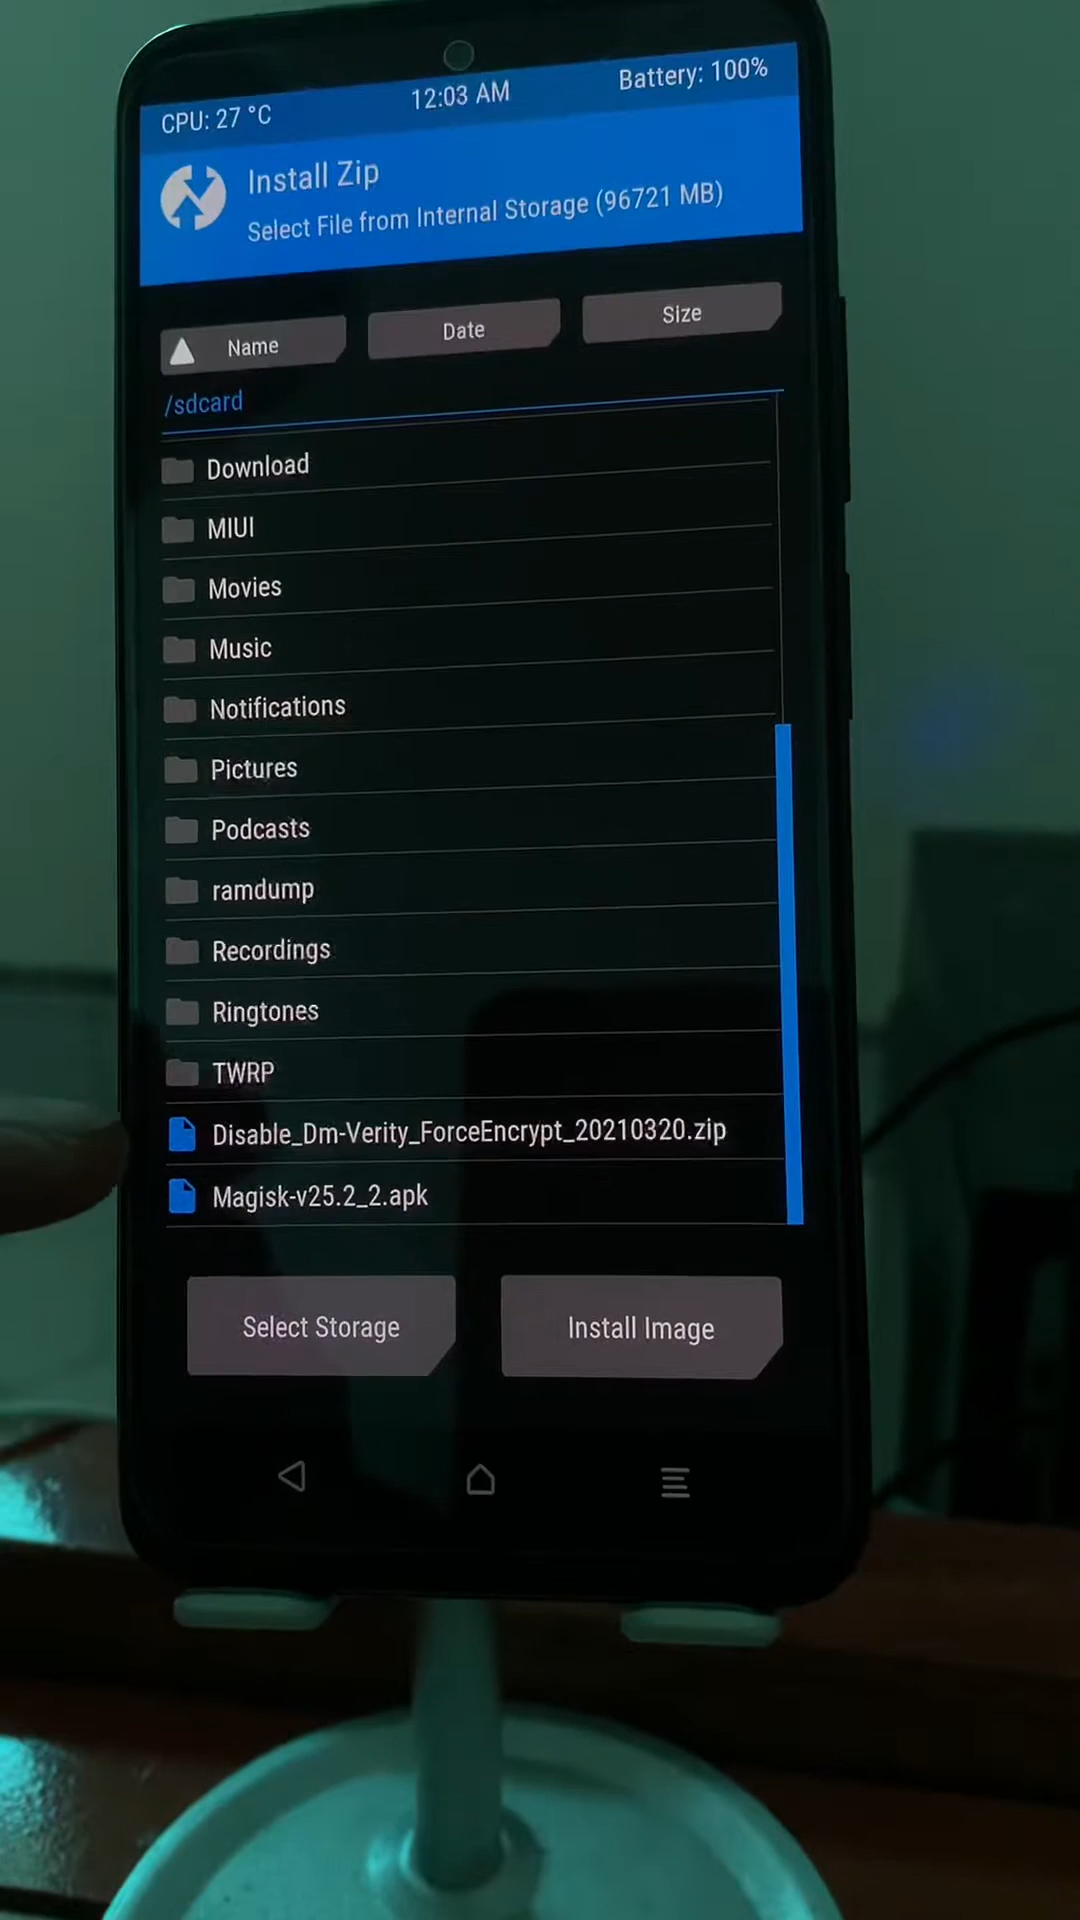 CPU: 27 °C
12:03 AM
Battery: 100%
Install Zip
Select File from Internal Storage (96721 MB)
Name
Date
Size
/sdcard
Download
MIUI
Movies
Music
Notifications
Pictures
Podcasts
ramdump
Recordings
Ringtones
TWRP
Disable_Dm-Verity_ForceEncrypt_20210320.zip
Magisk-v25.2_2.apk
Select Storage
Install Image